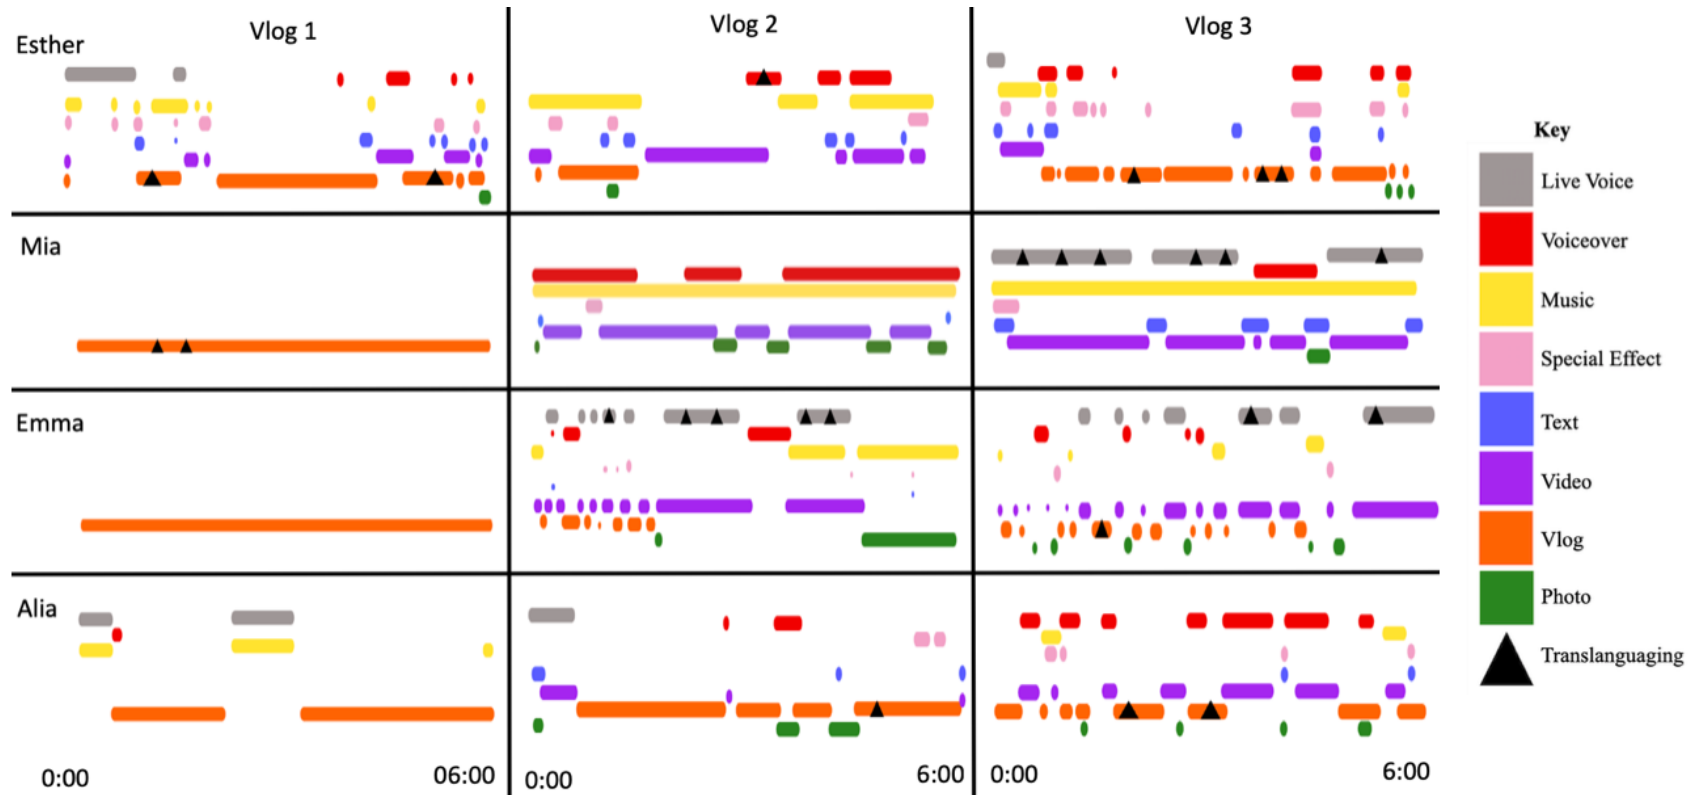 Vlog 1
Vlog 2
Vlog 3
Esther
Mia
Emma
Alia
0:00
06:00
0:00
6:00
0:00
6:00
Key
Live Voice
Voiceover
Music
Special Effect
Text
Video
Vlog
Photo
Translanguaging